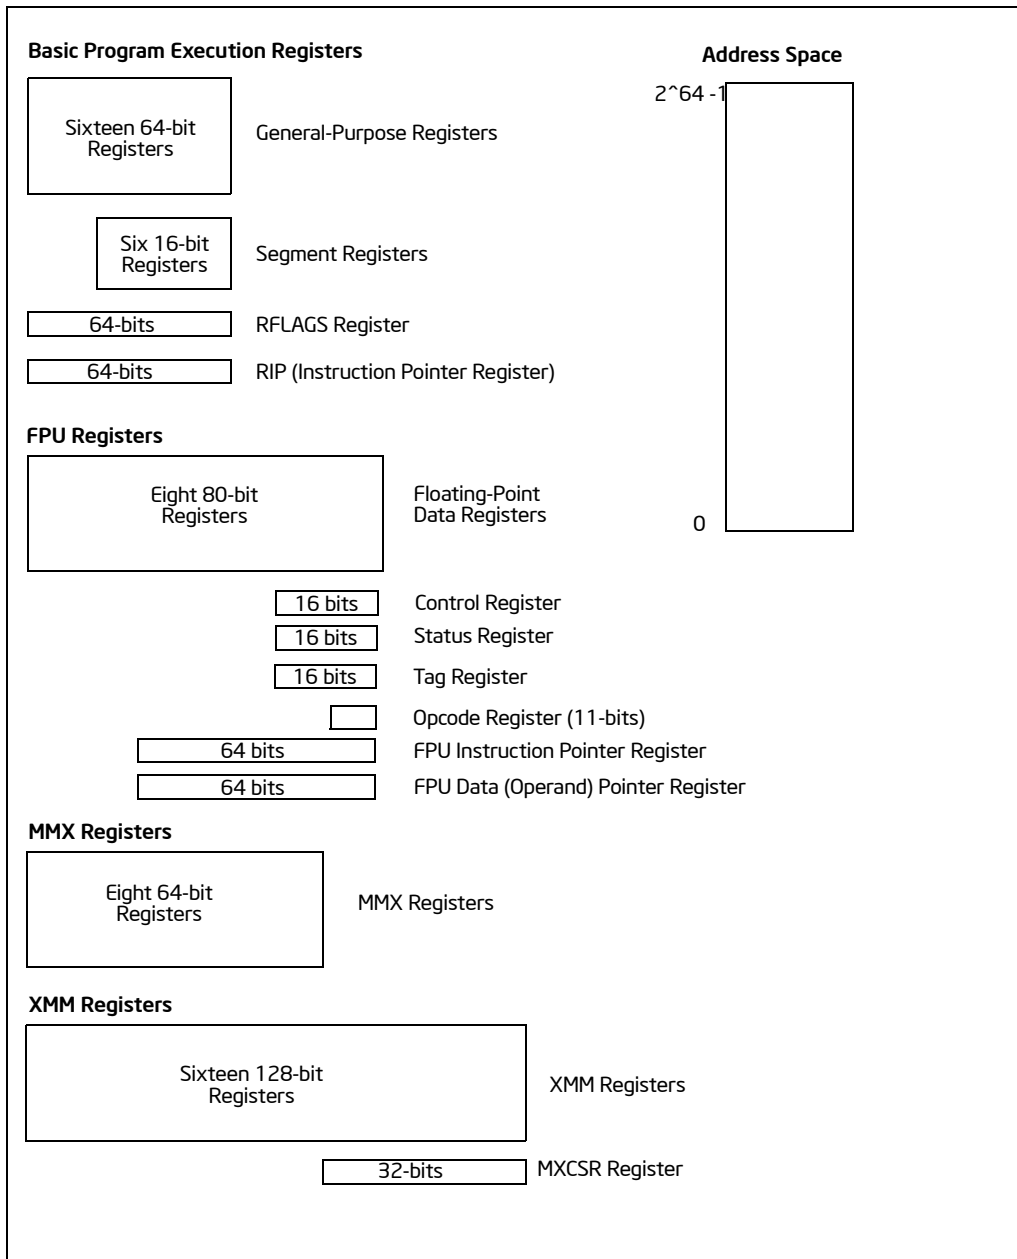 Basic Program Execution Registers
Address Space
2^64 -1
Sixteen 64-bit
Registers
General-Purpose Registers
Six 16-bit
Registers
Segment Registers
64-bits
RFLAGS Register
64-bits
RIP (Instruction Pointer Register)
FPU Registers
Eight 80-bit
Registers
Floating-Point
Data Registers
0
16 bits
Control Register
16 bits
Status Register
16 bits
Tag Register
Opcode Register (11-bits)
64 bits
FPU Instruction Pointer Register
64 bits
FPU Data (Operand) Pointer Register
MMX Registers
Eight 64-bit
Registers
MMX Registers
XMM Registers
Sixteen 128-bit
Registers
XMM Registers
32-bits
MXCSR Register